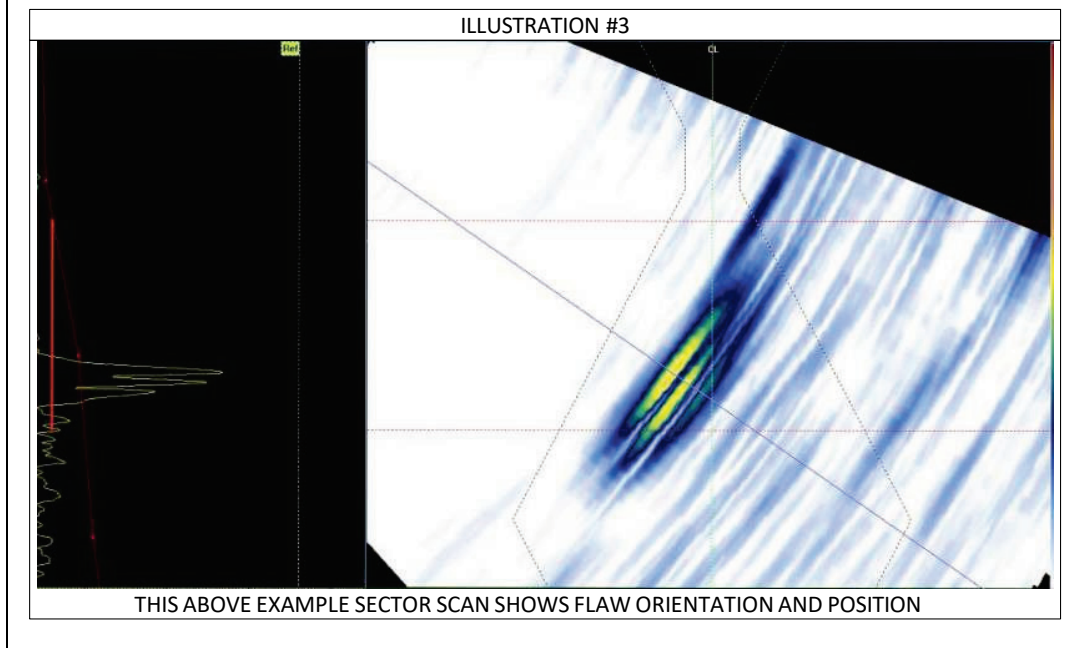 ILLUSTRATION #3
Ref
CL
THIS ABOVE EXAMPLE SECTOR SCAN SHOWS FLAW ORIENTATION AND POSITION